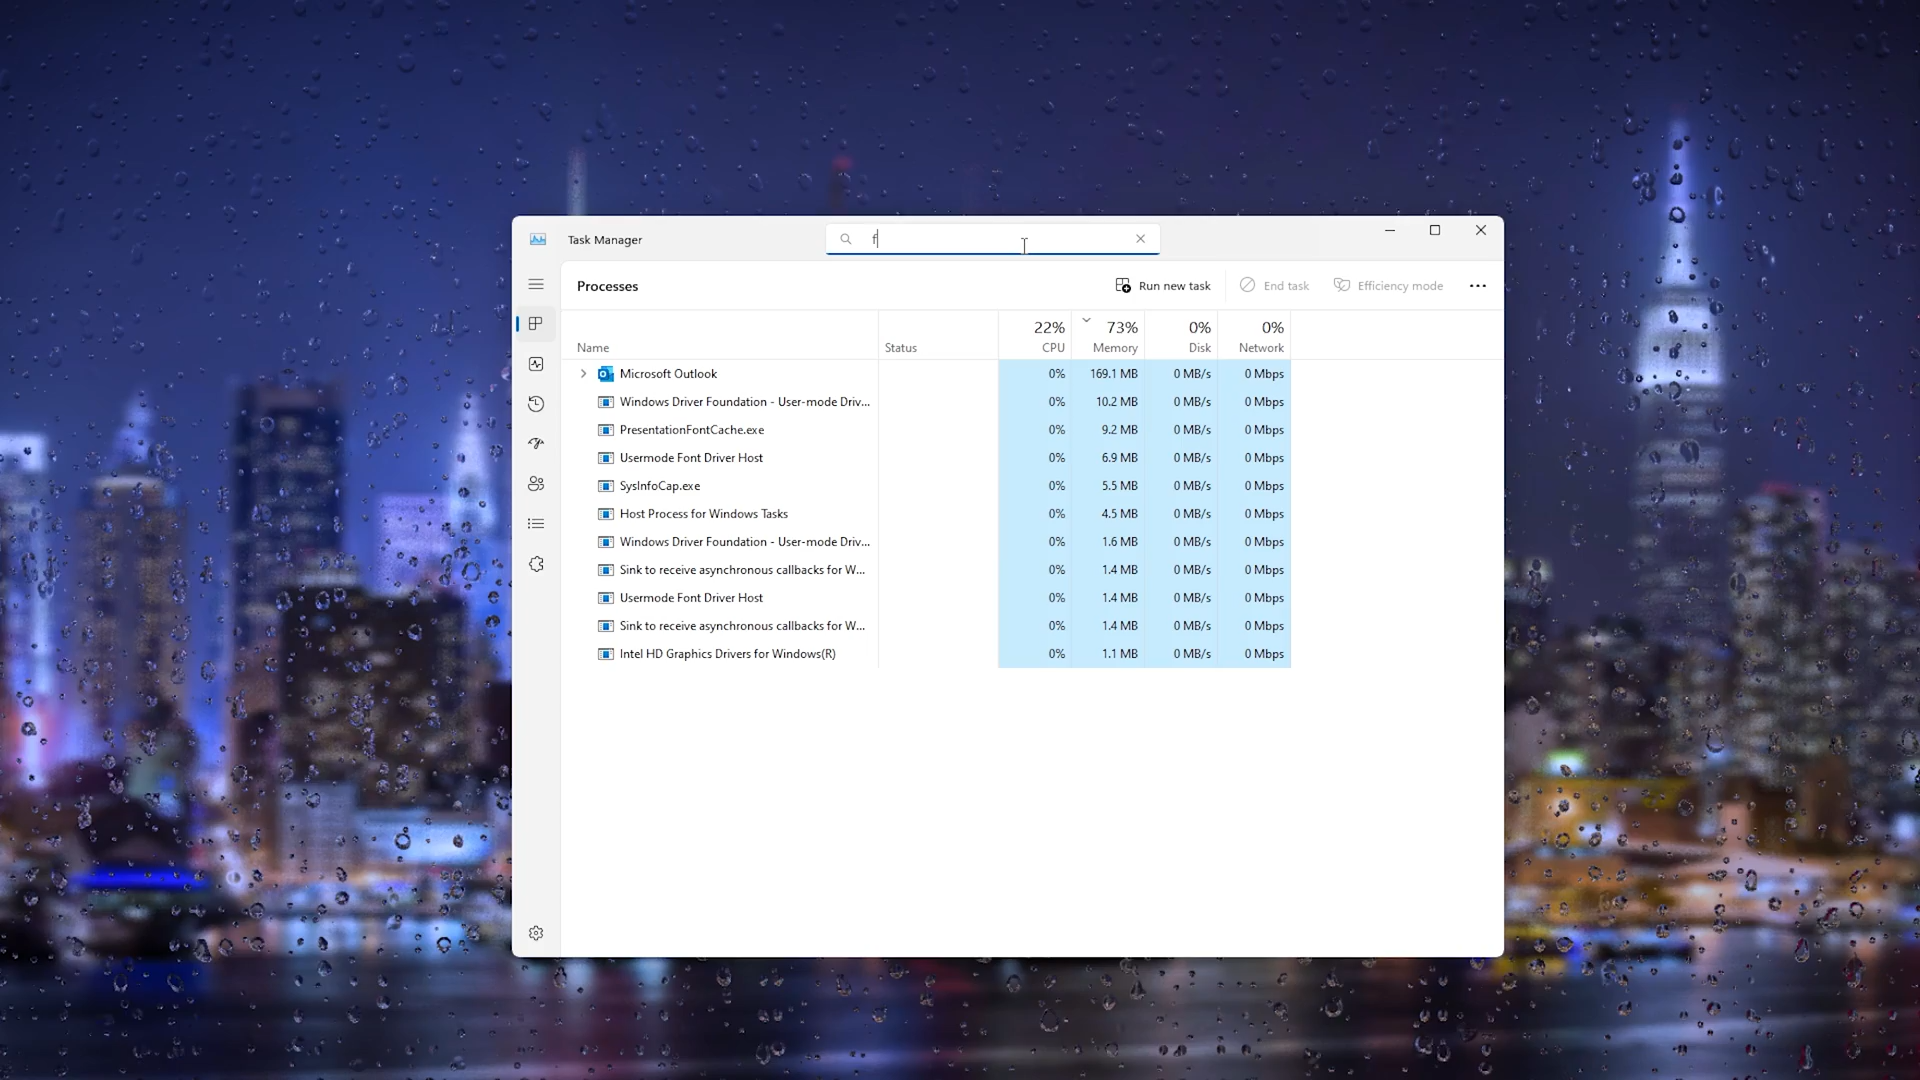 Task Manager
f
Processes
Run new task
End task
Efficiency mode
22% 73% 0% 0%
Name Status CPU Memory Disk Network
Microsoft Outlook 0% 169.1 MB 0 MB/s 0 Mbps
Windows Driver Foundation - User-mode Driv... 0% 10.2 MB 0 MB/s 0 Mbps
PresentationFontCache.exe 0% 9.2 MB 0 MB/s 0 Mbps
Usermode Font Driver Host 0% 6.9 MB 0 MB/s 0 Mbps
SysInfoCap.exe 0% 5.5 MB 0 MB/s 0 Mbps
Host Process for Windows Tasks 0% 4.5 MB 0 MB/s 0 Mbps
Windows Driver Foundation - User-mode Driv... 0% 1.6 MB 0 MB/s 0 Mbps
Sink to receive asynchronous callbacks for W... 0% 1.4 MB 0 MB/s 0 Mbps
Usermode Font Driver Host 0% 1.4 MB 0 MB/s 0 Mbps
Sink to receive asynchronous callbacks for W... 0% 1.4 MB 0 MB/s 0 Mbps
Intel HD Graphics Drivers for Windows(R) 0% 1.1 MB 0 MB/s 0 Mbps